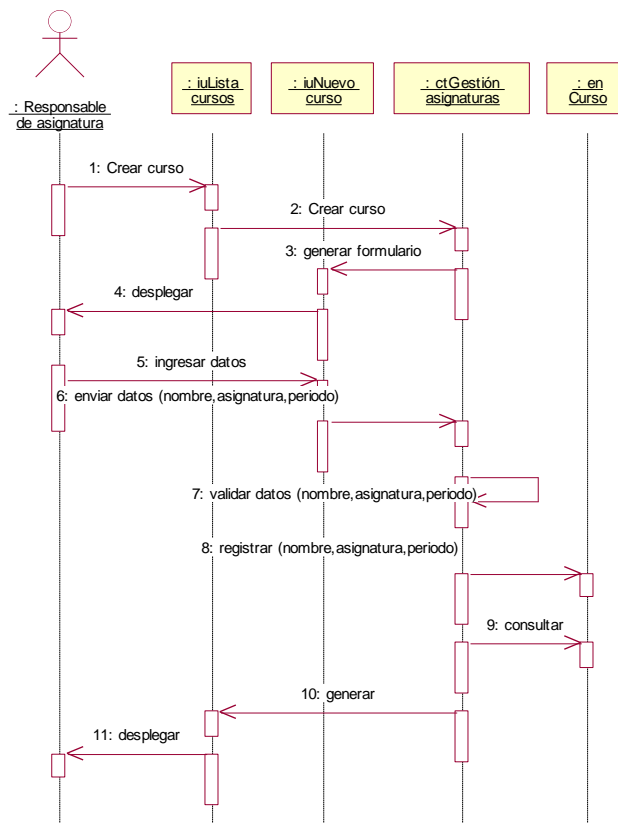 : iuLista
cursos
: iuNuevo
curso
: ctGestión
asignaturas
: en
Curso
: Responsable
de asignatura
1: Crear curso
2: Crear curso
3: generar formulario
4: desplegar
5: ingresar datos
6: enviar datos (nombre,asignatura,periodo)
7: validar datos (nombre,asignatura,periodo)
8: registrar (nombre,asignatura,periodo)
9: consultar
10: generar
11: desplegar